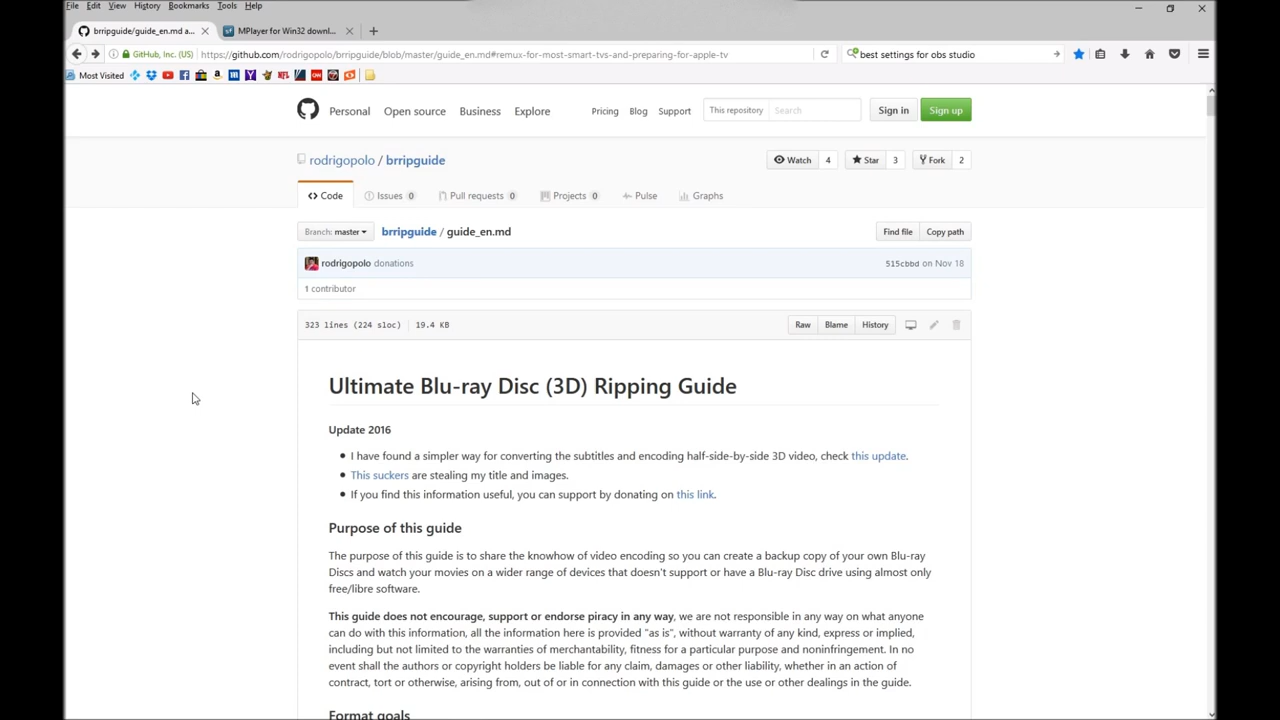 File Edit View History Bookmarks Tools Help
brripguide/guide_en.md a...
MPlayer for Win32 downl...
GitHub, Inc. (US)
https://github.com/rodrigopolo/brripguide/blob/master/guide_en.md#remux-for-most-smart-tvs-and-preparing-for-apple-tv
best settings for obs studio
Most Visited
Personal Open source Business Explore
Pricing Blog Support
This repository Search
Sign in
Sign up
rodrigopolo / brripguide
Watch 4
Star 3
Fork 2
Code
Issues 0
Pull requests 0
Projects 0
Pulse
Graphs
Branch: master
brripguide / guide_en.md
Find file
Copy path
rodrigopolo donations
515cbbd on Nov 18
1 contributor
323 lines (224 sloc) 19.4 KB
Raw Blame History
Ultimate Blu-ray Disc (3D) Ripping Guide
Update 2016
I have found a simpler way for converting the subtitles and encoding half-side-by-side 3D video, check this update.
This suckers are stealing my title and images.
If you find this information useful, you can support by donating on this link.
Purpose of this guide
The purpose of this guide is to share the knowhow of video encoding so you can create a backup copy of your own Blu-ray
Discs and watch your movies on a wider range of devices that doesn't support or have a Blu-ray Disc drive using almost only
free/libre software.
This guide does not encourage, support or endorse piracy in any way, we are not responsible in any way on what anyone
can do with this information, all the information here is provided "as is", without warranty of any kind, express or implied,
including but not limited to the warranties of merchantability, fitness for a particular purpose and noninfringement. In no
event shall the authors or copyright holders be liable for any claim, damages or other liability, whether in an action of
contract, tort or otherwise, arising from, out of or in connection with this guide or the use or other dealings in the guide.
Format goals